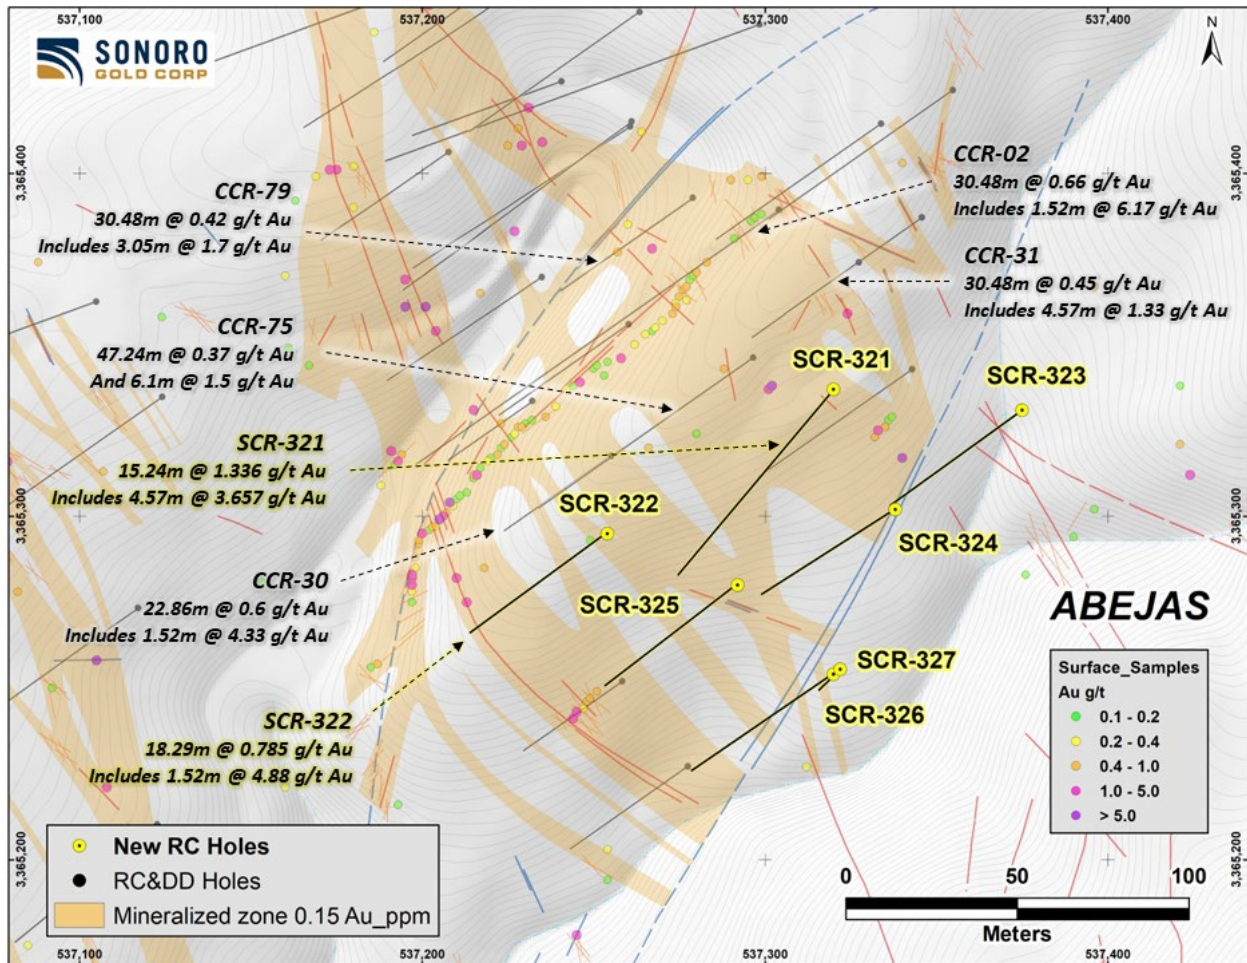 537,100
537,200
537,300
537,400
SONORO
GOLD CORP
N
3,365,400
3,365,400
CCR-02
30.48m @ 0.66 g/t Au
Includes 1.52m @ 6.17 g/t Au
CCR-79
30.48m @ 0.42 g/t Au
Includes 3.05m @ 1.7 g/t Au
CCR-31
30.48m @ 0.45 g/t Au
Includes 4.57m @ 1.33 g/t Au
CCR-75
47.24m @ 0.37 g/t Au
And 6.1m @ 1.5 g/t Au
SCR-321
SCR-323
SCR-321
15.24m @ 1.336 g/t Au
Includes 4.57m @ 3.657 g/t Au
SCR-322
3,365,300
3,365,300
SCR-324
CCR-30
22.86m @ 0.6 g/t Au
Includes 1.52m @ 4.33 g/t Au
SCR-325
ABEJAS
SCR-327
SCR-326
SCR-322
18.29m @ 0.785 g/t Au
Includes 1.52m @ 4.88 g/t Au
Surface_Samples
Au g/t
0.1 - 0.2
0.2 - 0.4
0.4 - 1.0
1.0 - 5.0
> 5.0
3,365,200
3,365,200
New RC Holes
RC&DD Holes
Mineralized zone 0.15 Au_ppm
0 50 100
Meters
537,100
537,200
537,300
537,400